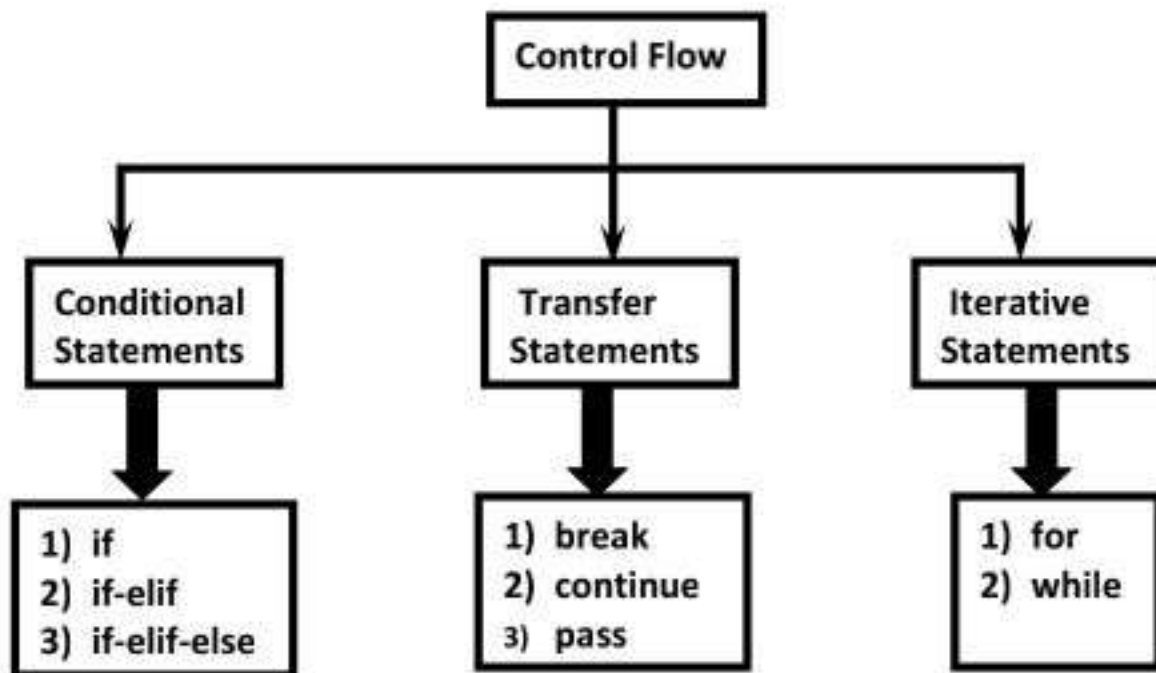 Control Flow
Conditional
Statements
Transfer
Statements
Iterative
Statements
1) if
2) if-elif
3) if-elif-else
1) break
2) continue
3) pass
1) for
2) while